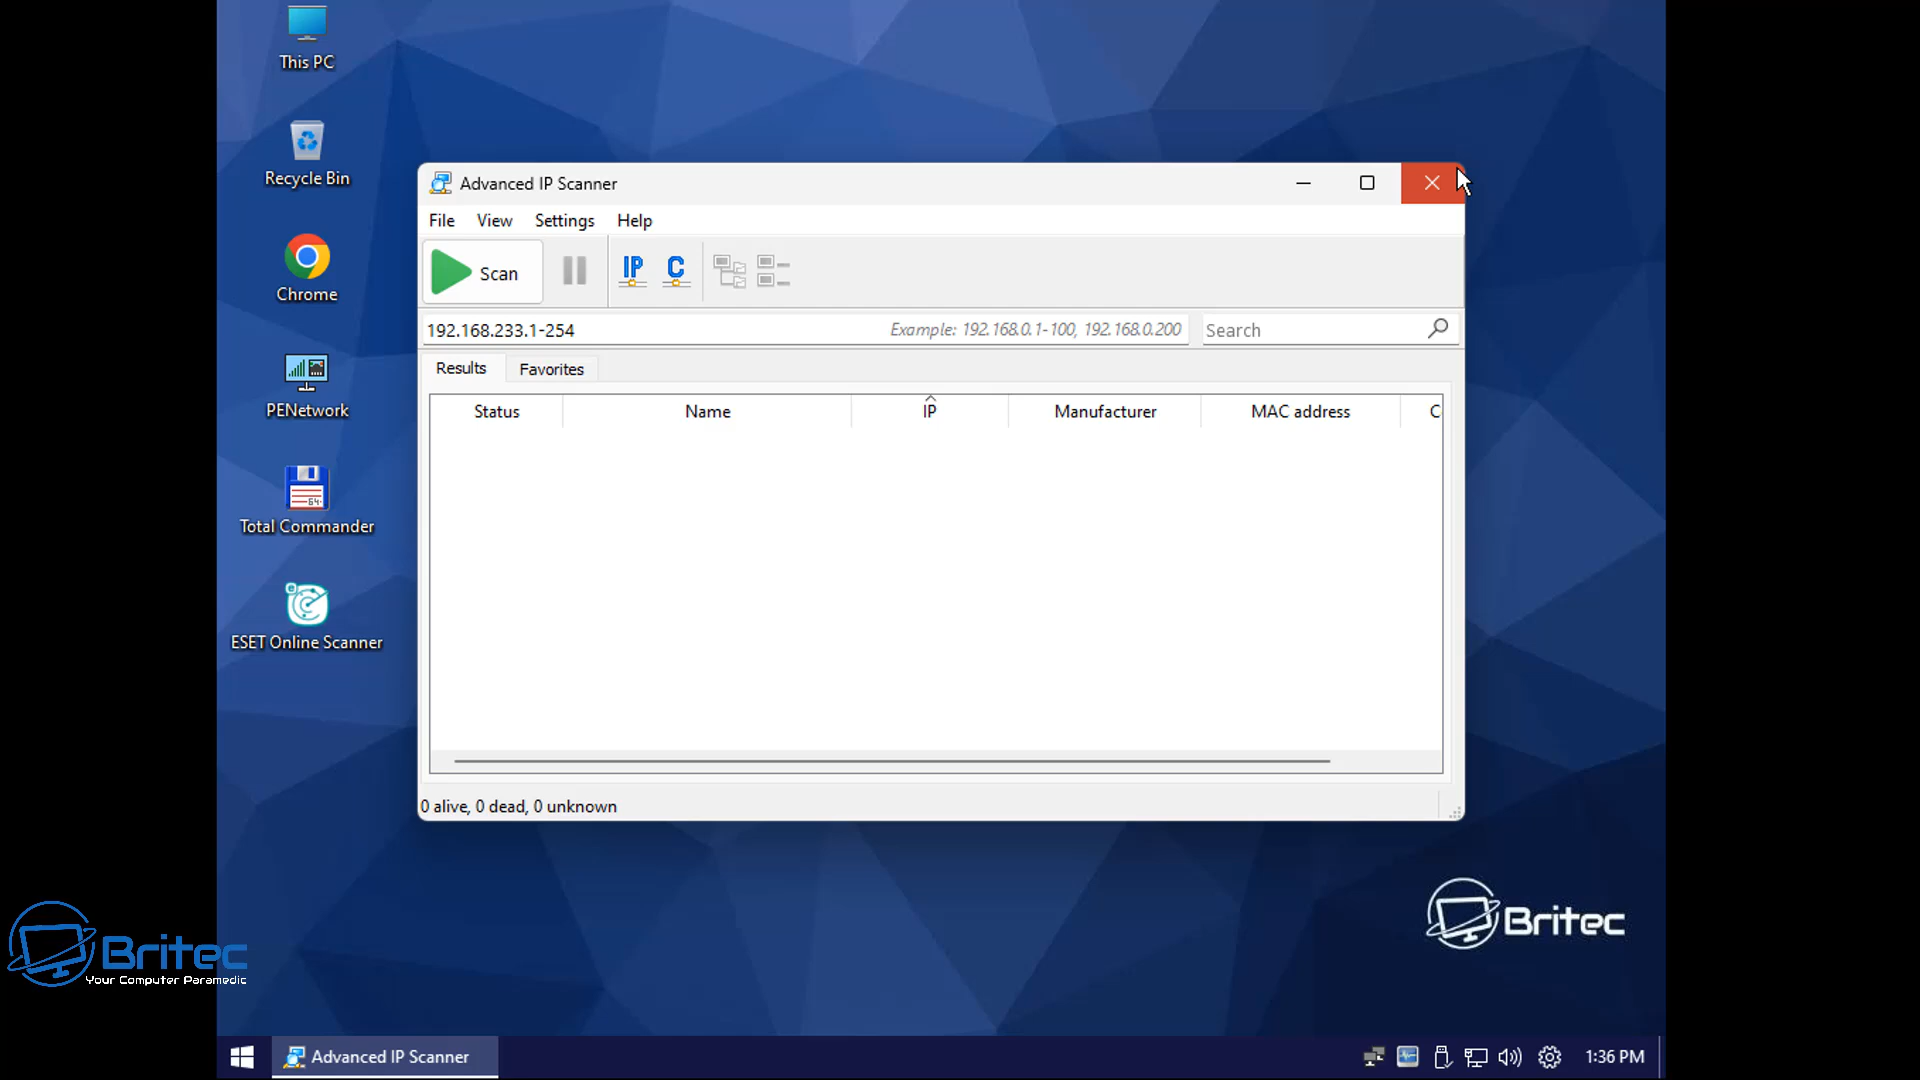 This PC
Recycle Bin
Chrome
PENetwork
Total Commander
ESET Online Scanner
Advanced IP Scanner
File View Settings Help
Scan IP C
192.168.233.1-254 Example: 192.168.0.1-100, 192.168.0.200 Search
Results Favorites
Status Name IP Manufacturer MAC address C
0 alive, 0 dead, 0 unknown
Britec
Britec
Your Computer Paramedic
Advanced IP Scanner 1:36 PM